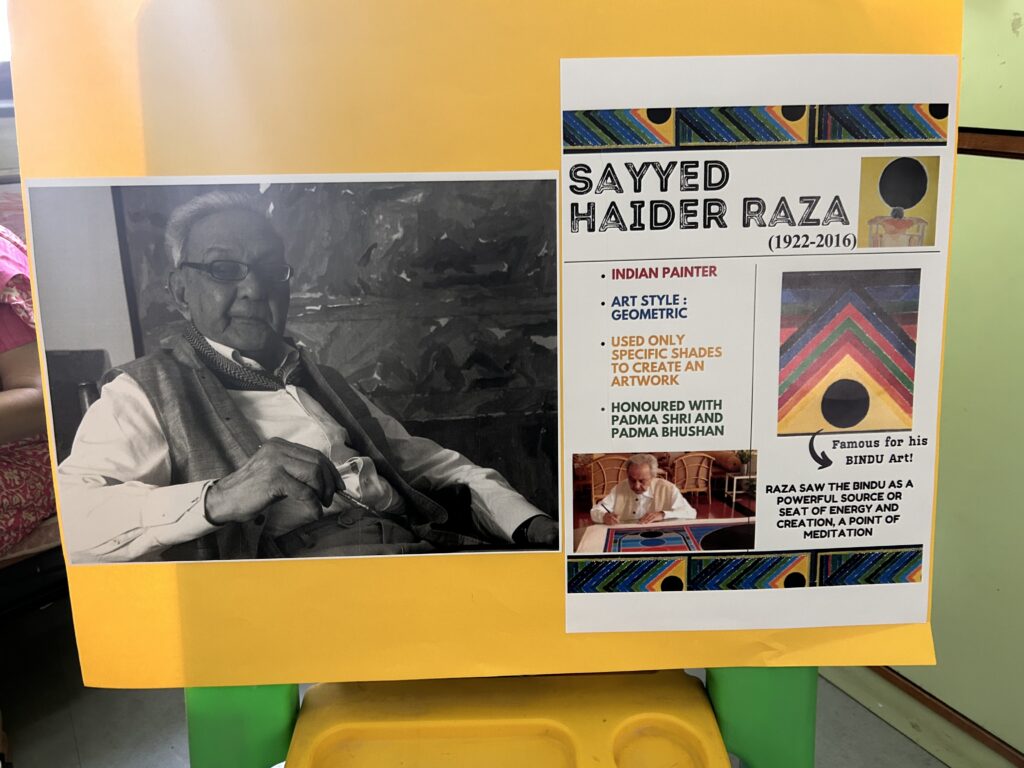 SAYYED
HAIDER RAZA
(1922-2016)
• INDIAN PAINTER
• ART STYLE :
GEOMETRIC
• USED ONLY
SPECIFIC SHADES
TO CREATE AN
ARTWORK
• HONOURED WITH
PADMA SHRI AND
PADMA BHUSHAN
Famous for his
BINDU Art!
RAZA SAW THE BINDU AS A
POWERFUL SOURCE OR
SEAT OF ENERGY AND
CREATION, A POINT OF
MEDITATION